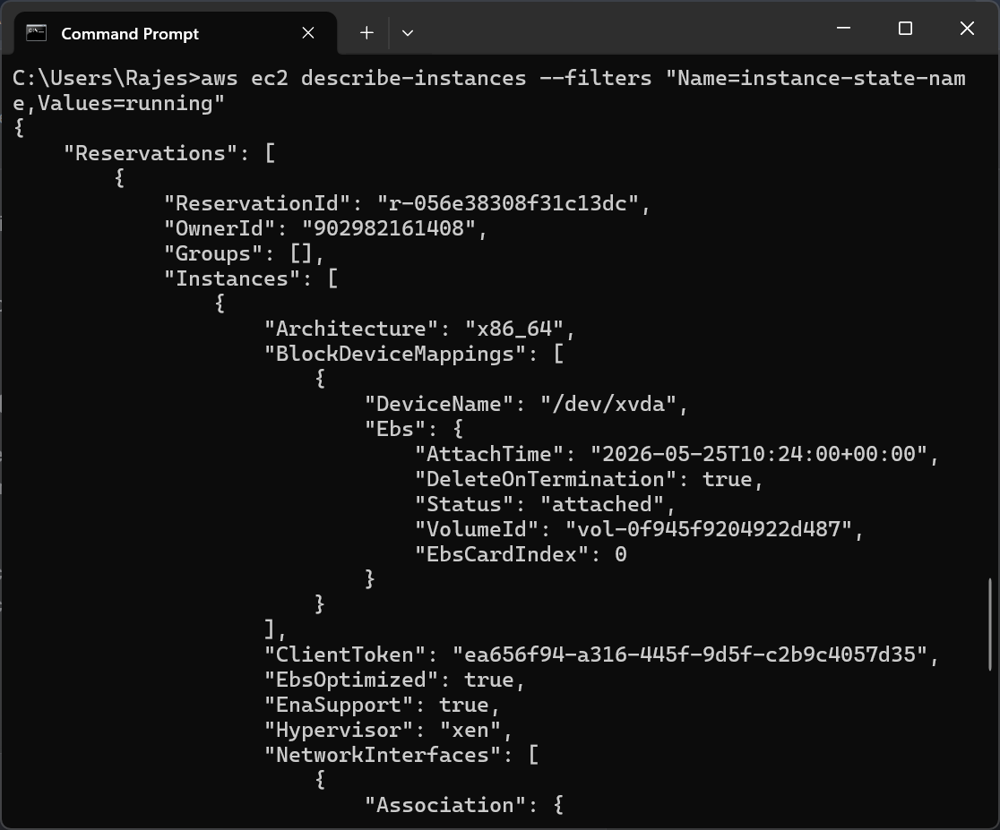 Command Prompt
C:\Users\Rajes>aws ec2 describe-instances --filters "Name=instance-state-nam
e,Values=running"
{
    "Reservations": [
        {
            "ReservationId": "r-056e38308f31c13dc",
            "OwnerId": "902982161408",
            "Groups": [],
            "Instances": [
                {
                    "Architecture": "x86_64",
                    "BlockDeviceMappings": [
                        {
                            "DeviceName": "/dev/xvda",
                            "Ebs": {
                                "AttachTime": "2026-05-25T10:24:00+00:00",
                                "DeleteOnTermination": true,
                                "Status": "attached",
                                "VolumeId": "vol-0f945f9204922d487",
                                "EbsCardIndex": 0
                            }
                        }
                    ],
                    "ClientToken": "ea656f94-a316-445f-9d5f-c2b9c4057d35",
                    "EbsOptimized": true,
                    "EnaSupport": true,
                    "Hypervisor": "xen",
                    "NetworkInterfaces": [
                        {
                            "Association": {